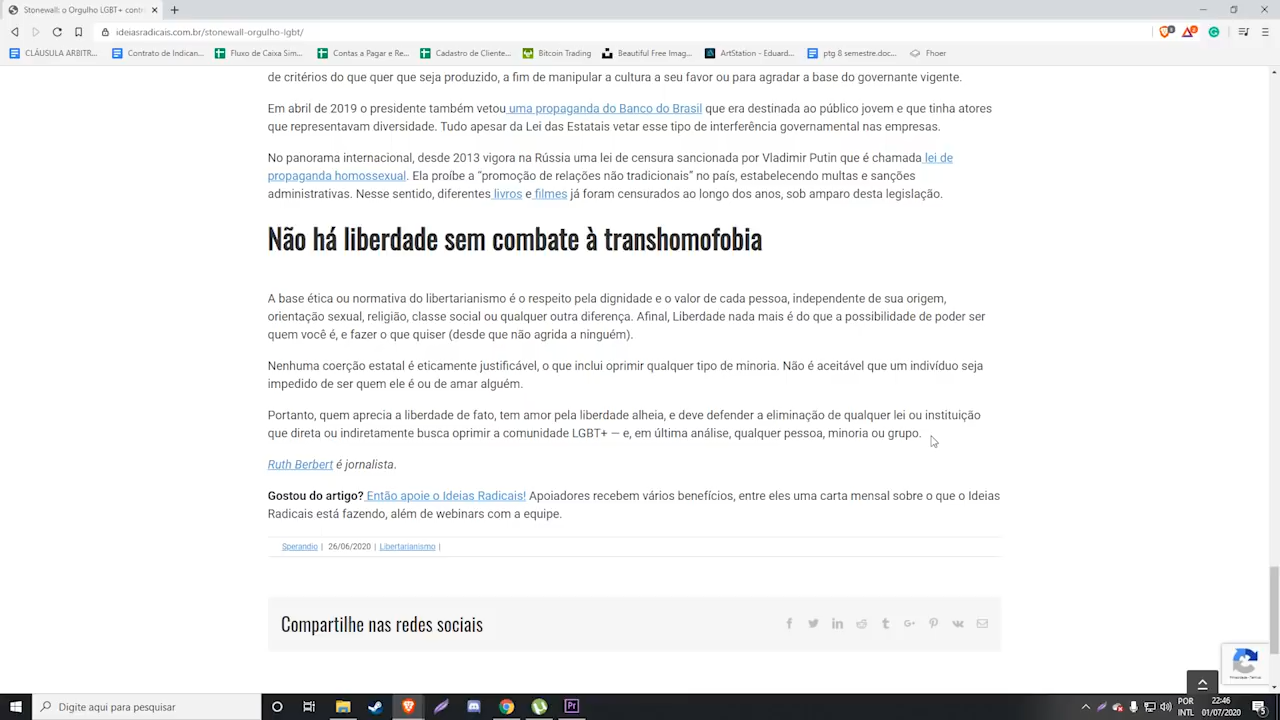 Stonewall: o Orgulho LGBT+ contr
ideiasradicais.com.br/stonewall-orgulho-lgbt/
CLÁUSULA ARBITR...
Contrato de Indican...
Fluxo de Caixa Sim...
Contas a Pagar e Re...
Cadastro de Cliente...
Bitcoin Trading
Beautiful Free Imag...
ArtStation - Eduard...
ptg 8 semestre.doc...
Fhoer
de critérios do que quer que seja produzido, a fim de manipular a cultura a seu favor ou para agradar a base do governante vigente.
Em abril de 2019 o presidente também vetou uma propaganda do Banco do Brasil que era destinada ao público jovem e que tinha atores
que representavam diversidade. Tudo apesar da Lei das Estatais vetar esse tipo de interferência governamental nas empresas.
No panorama internacional, desde 2013 vigora na Rússia uma lei de censura sancionada por Vladimir Putin que é chamada lei de
propaganda homossexual. Ela proíbe a “promoção de relações não tradicionais” no país, estabelecendo multas e sanções
administrativas. Nesse sentido, diferentes livros e filmes já foram censurados ao longo dos anos, sob amparo desta legislação.
Não há liberdade sem combate à transhomofobia
A base ética ou normativa do libertarianismo é o respeito pela dignidade e o valor de cada pessoa, independente de sua origem,
orientação sexual, religião, classe social ou qualquer outra diferença. Afinal, Liberdade nada mais é do que a possibilidade de poder ser
quem você é, e fazer o que quiser (desde que não agrida a ninguém).
Nenhuma coerção estatal é eticamente justificável, o que inclui oprimir qualquer tipo de minoria. Não é aceitável que um indivíduo seja
impedido de ser quem ele é ou de amar alguém.
Portanto, quem aprecia a liberdade de fato, tem amor pela liberdade alheia, e deve defender a eliminação de qualquer lei ou instituição
que direta ou indiretamente busca oprimir a comunidade LGBT+ — e, em última análise, qualquer pessoa, minoria ou grupo.
Ruth Berbert é jornalista.
Gostou do artigo? Então apoie o Ideias Radicais! Apoiadores recebem vários benefícios, entre eles uma carta mensal sobre o que o Ideias
Radicais está fazendo, além de webinars com a equipe.
Sperandio | 26/06/2020 | Libertarianismo |
Compartilhe nas redes sociais
Digite aqui para pesquisar
POR
INTL
22:46
01/07/2020